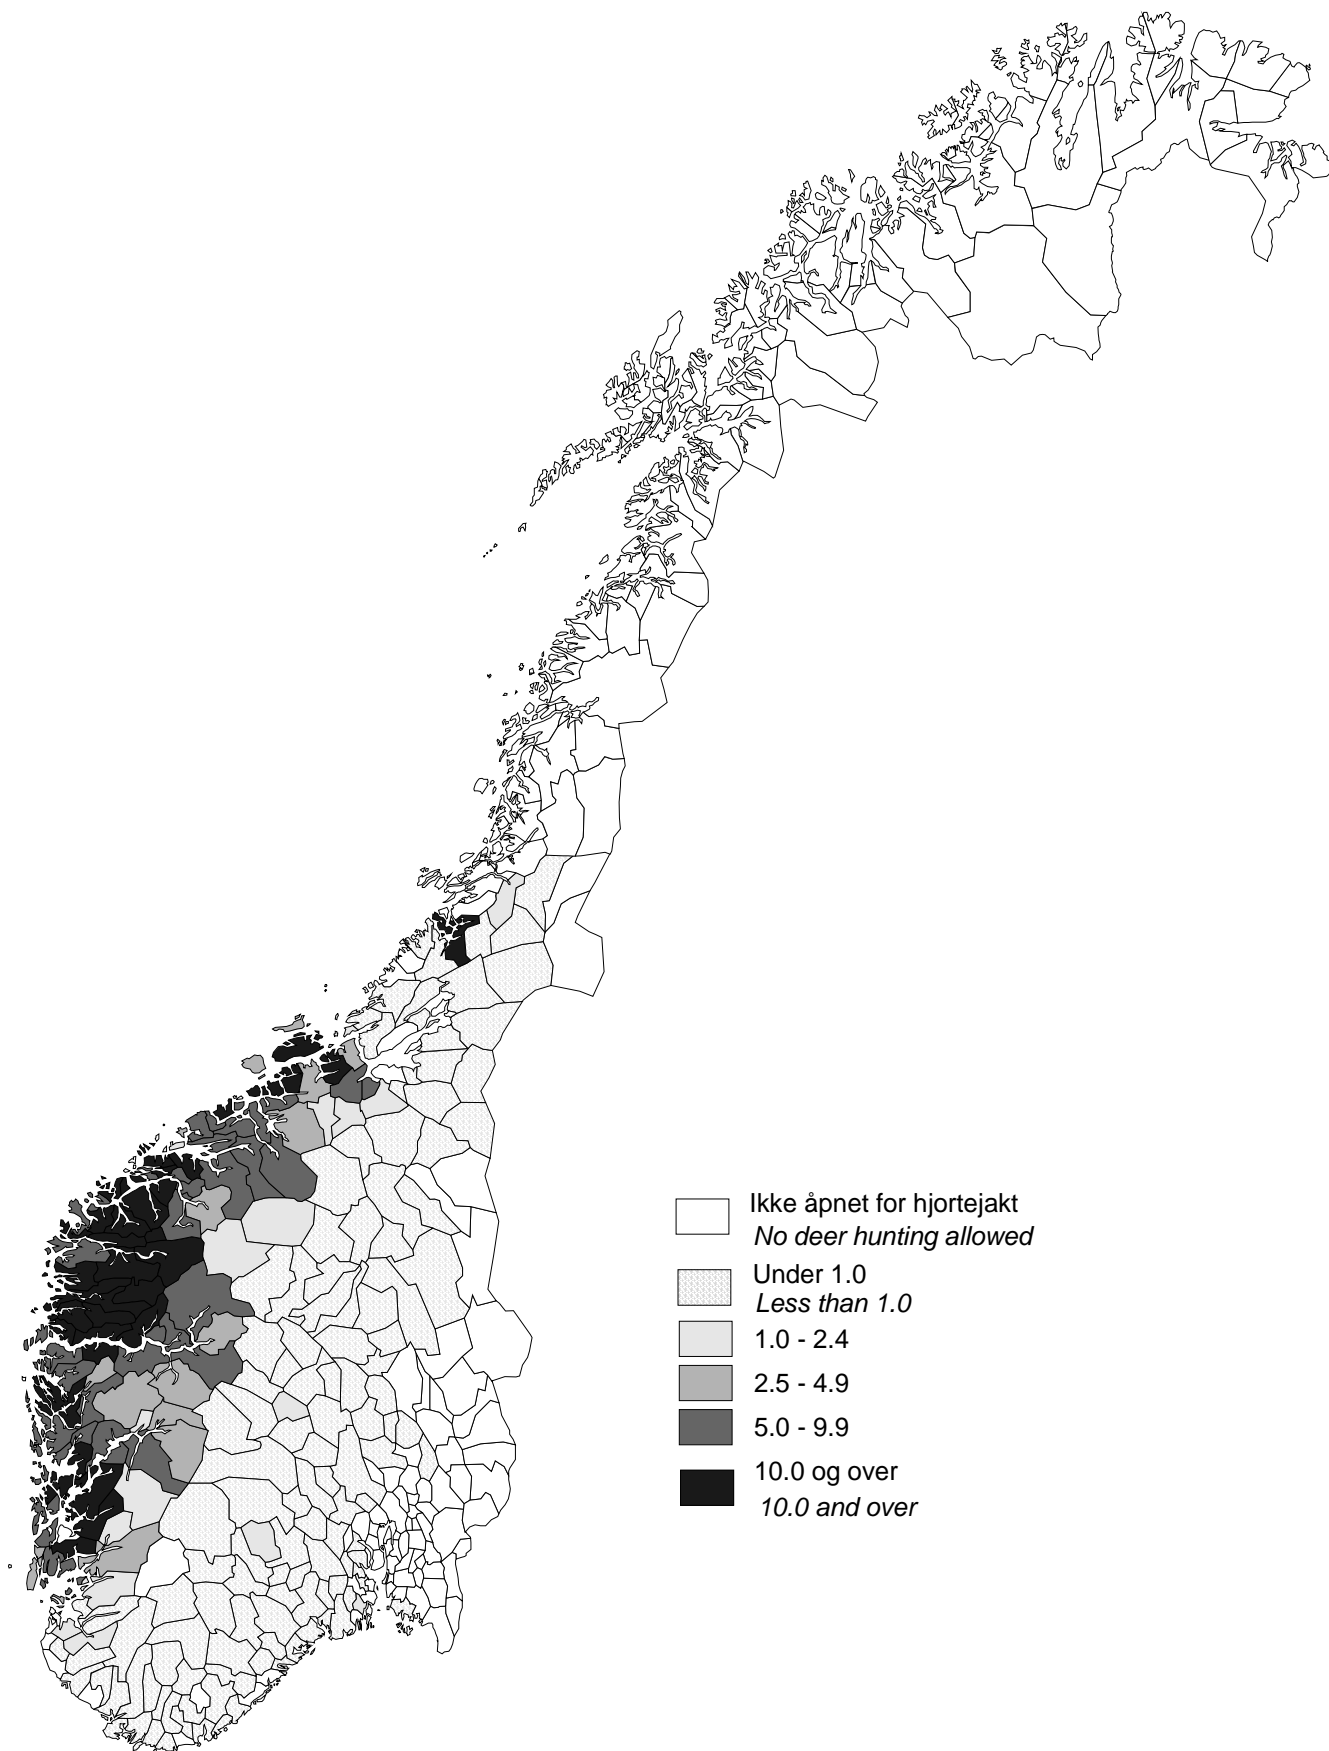 Ikke åpnet for hjortejakt
No deer hunting allowed
Under 1.0
Less than 1.0
1.0 - 2.4
2.5 - 4.9
5.0 - 9.9
10.0 og over
10.0 and over